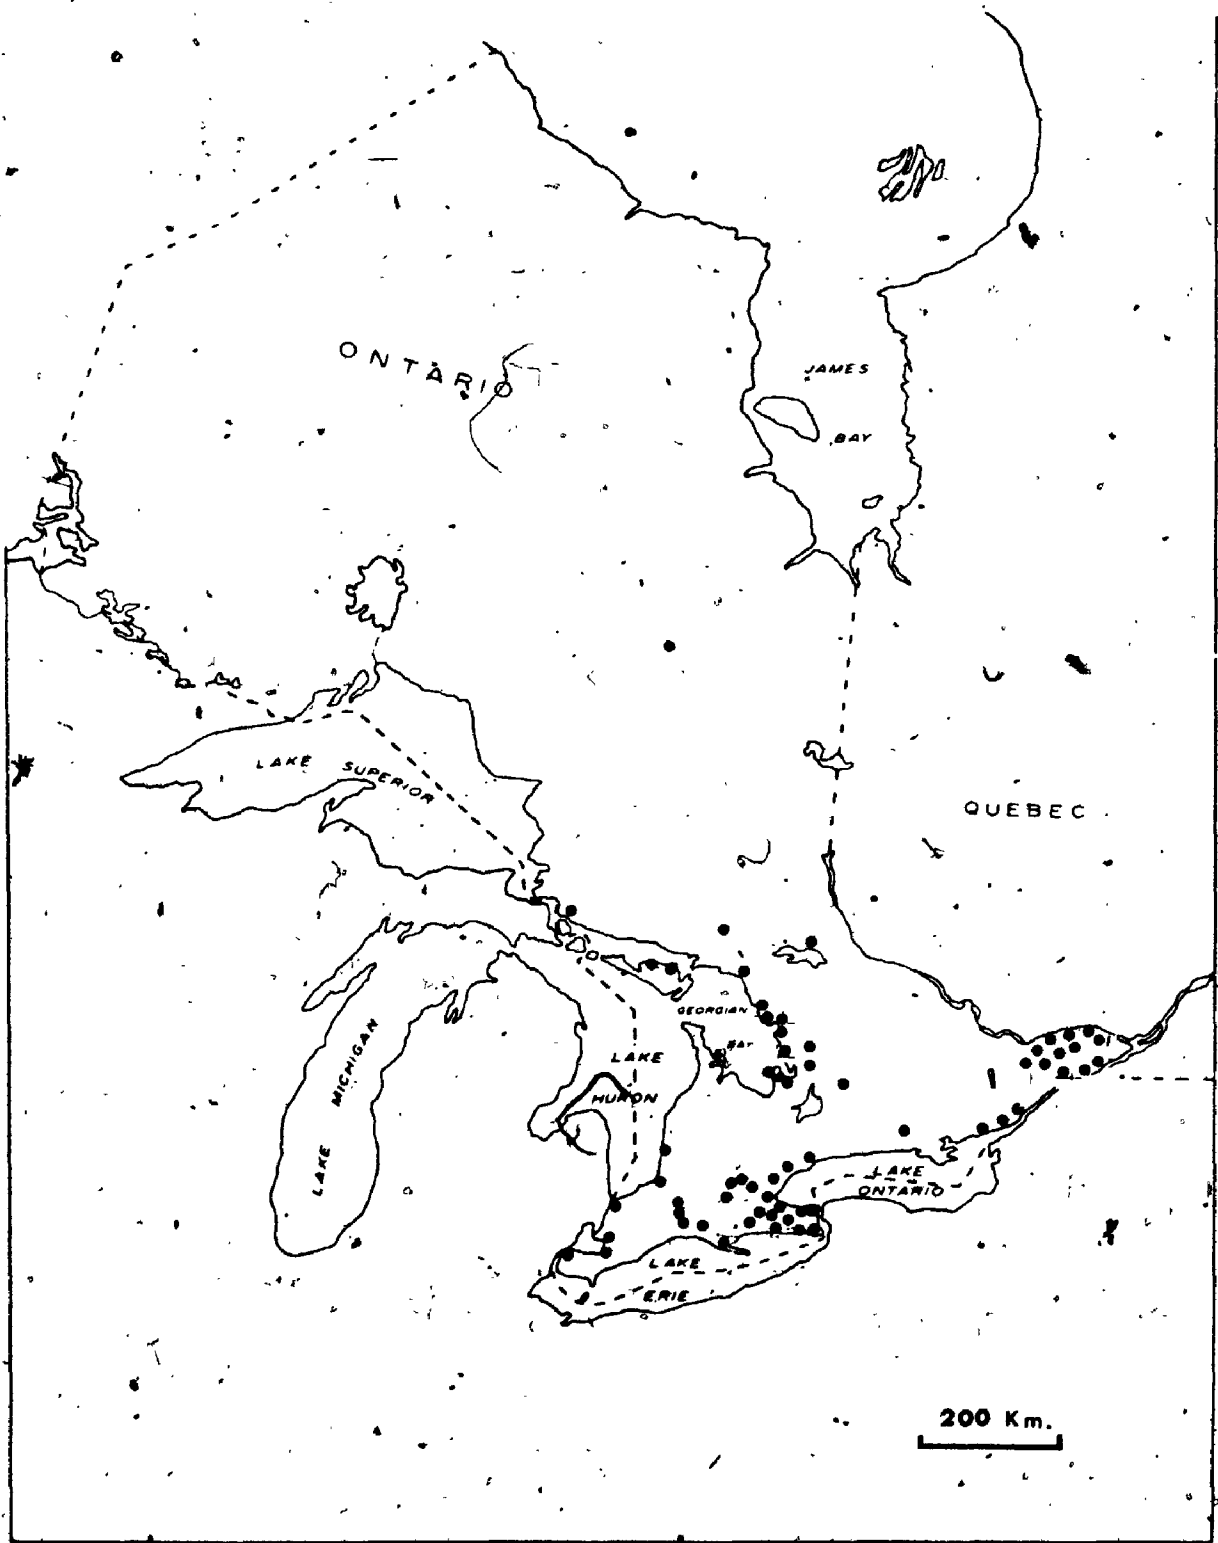 ONTARIO
JAMES
BAY
LAKE SUPERIOR
QUEBEC
GEORGIAN
BAY
LAKE MICHIGAN
LAKE
HURON
LAKE
ONTARIO
LAKE
ERIE
200 Km.